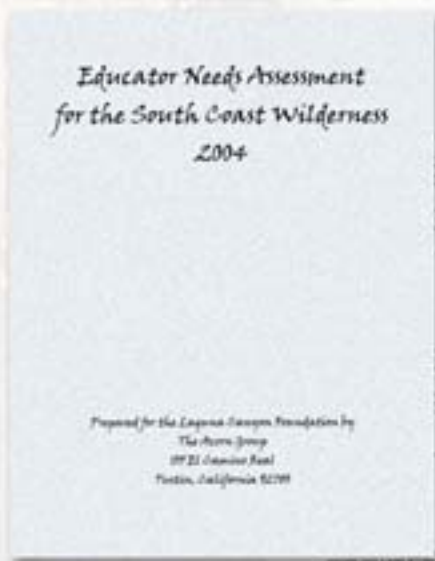 Educator Needs Assessment
for the South Coast Wilderness
2004
Prepared for the Laguna Canyon Foundation by
The Acorn Group
El Camino Real
Tustin, California